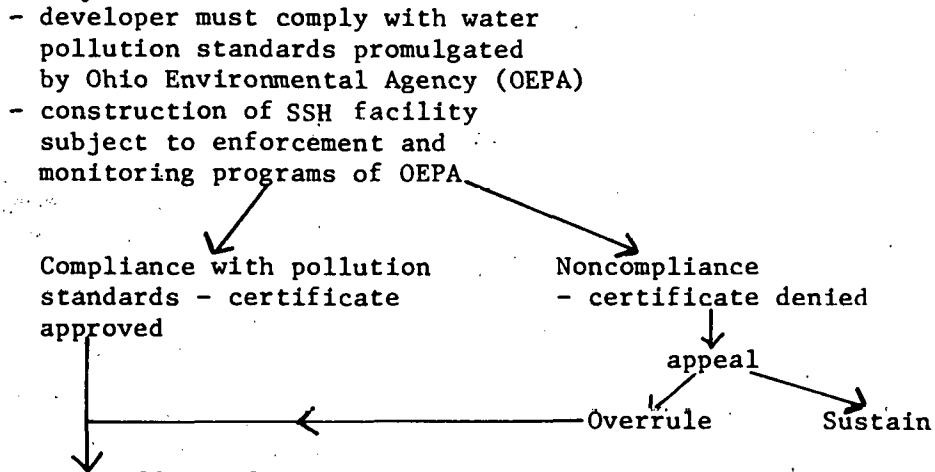 - developer must comply with water
pollution standards promulgated
by Ohio Environmental Agency (OEPA)
- construction of SSH facility
subject to enforcement and
monitoring programs of OEPA
Compliance with pollution
standards - certificate
approved
Noncompliance
- certificate denied
appeal
Overrule
Sustain